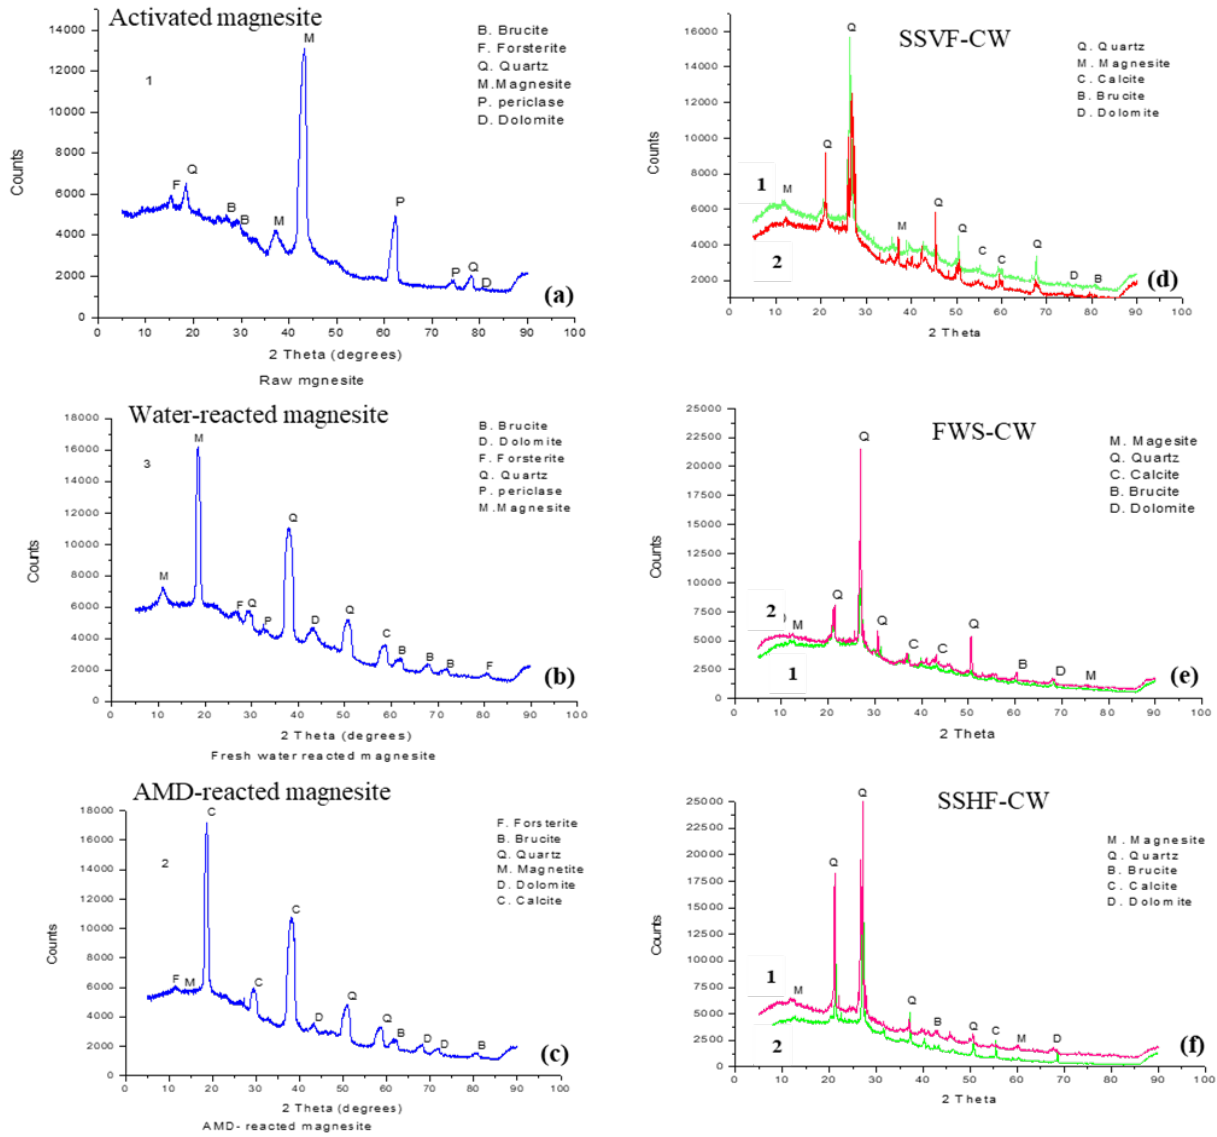 Activated magnesite
B. Brucite
F. Forsterite
Q. Quartz
M.Magnesite
P. periclase
D. Dolomite
1
M
F
Q
B
B
M
P
P
Q
D
Counts
14000
12000
10000
8000
6000
4000
2000
0
0 10 20 30 40 50 60 70 80 90 100
2 Theta (degrees)
Raw mgnesite
(a)
SSVF-CW
Q. Quartz
M. Magnesite
C. Calcite
B. Brucite
D. Dolomite
Q
Q
1
M
2
M
Q
Q
C
C
Q
D
B
Counts
16000
14000
12000
10000
8000
6000
4000
2000
0 10 20 30 40 50 60 70 80 90 100
2 Theta
(d)
Water-reacted magnesite
B. Brucite
D. Dolomite
F. Forsterite
Q. Quartz
P. periclase
M.Magnesite
3
M
M
F
Q
P
Q
D
Q
C
B
B
B
F
Counts
18000
16000
14000
12000
10000
8000
6000
4000
2000
0
0 10 20 30 40 50 60 70 80 90 100
2 Theta (degrees)
Fresh water reacted magnesite
(b)
FWS-CW
M. Magesite
Q. Quartz
C. Calcite
B. Brucite
D. Dolomite
Q
Q
2
M
1
Q
C
C
Q
B
D
M
Counts
25000
22500
20000
17500
15000
12500
10000
7500
5000
2500
0
0 10 20 30 40 50 60 70 80 90 100
2 Theta
(e)
AMD-reacted magnesite
F. Forsterite
B. Brucite
Q. Quartz
M. Magnetite
D. Dolomite
C. Calcite
2
C
F
M
C
C
D
Q
Q
B
D
D
B
Counts
18000
16000
14000
12000
10000
8000
6000
4000
2000
0
0 10 20 30 40 50 60 70 80 90 100
2 Theta (degrees)
AMD- reacted magnesite
(c)
SSHF-CW
M. Magnesite
Q. Quartz
B. Brucite
C. Calcite
D. Dolomite
Q
Q
1
M
2
Q
B
Q
C
M
D
Counts
25000
22500
20000
17500
15000
12500
10000
7500
5000
2500
0
0 10 20 30 40 50 60 70 80 90 100
2 Theta
(f)